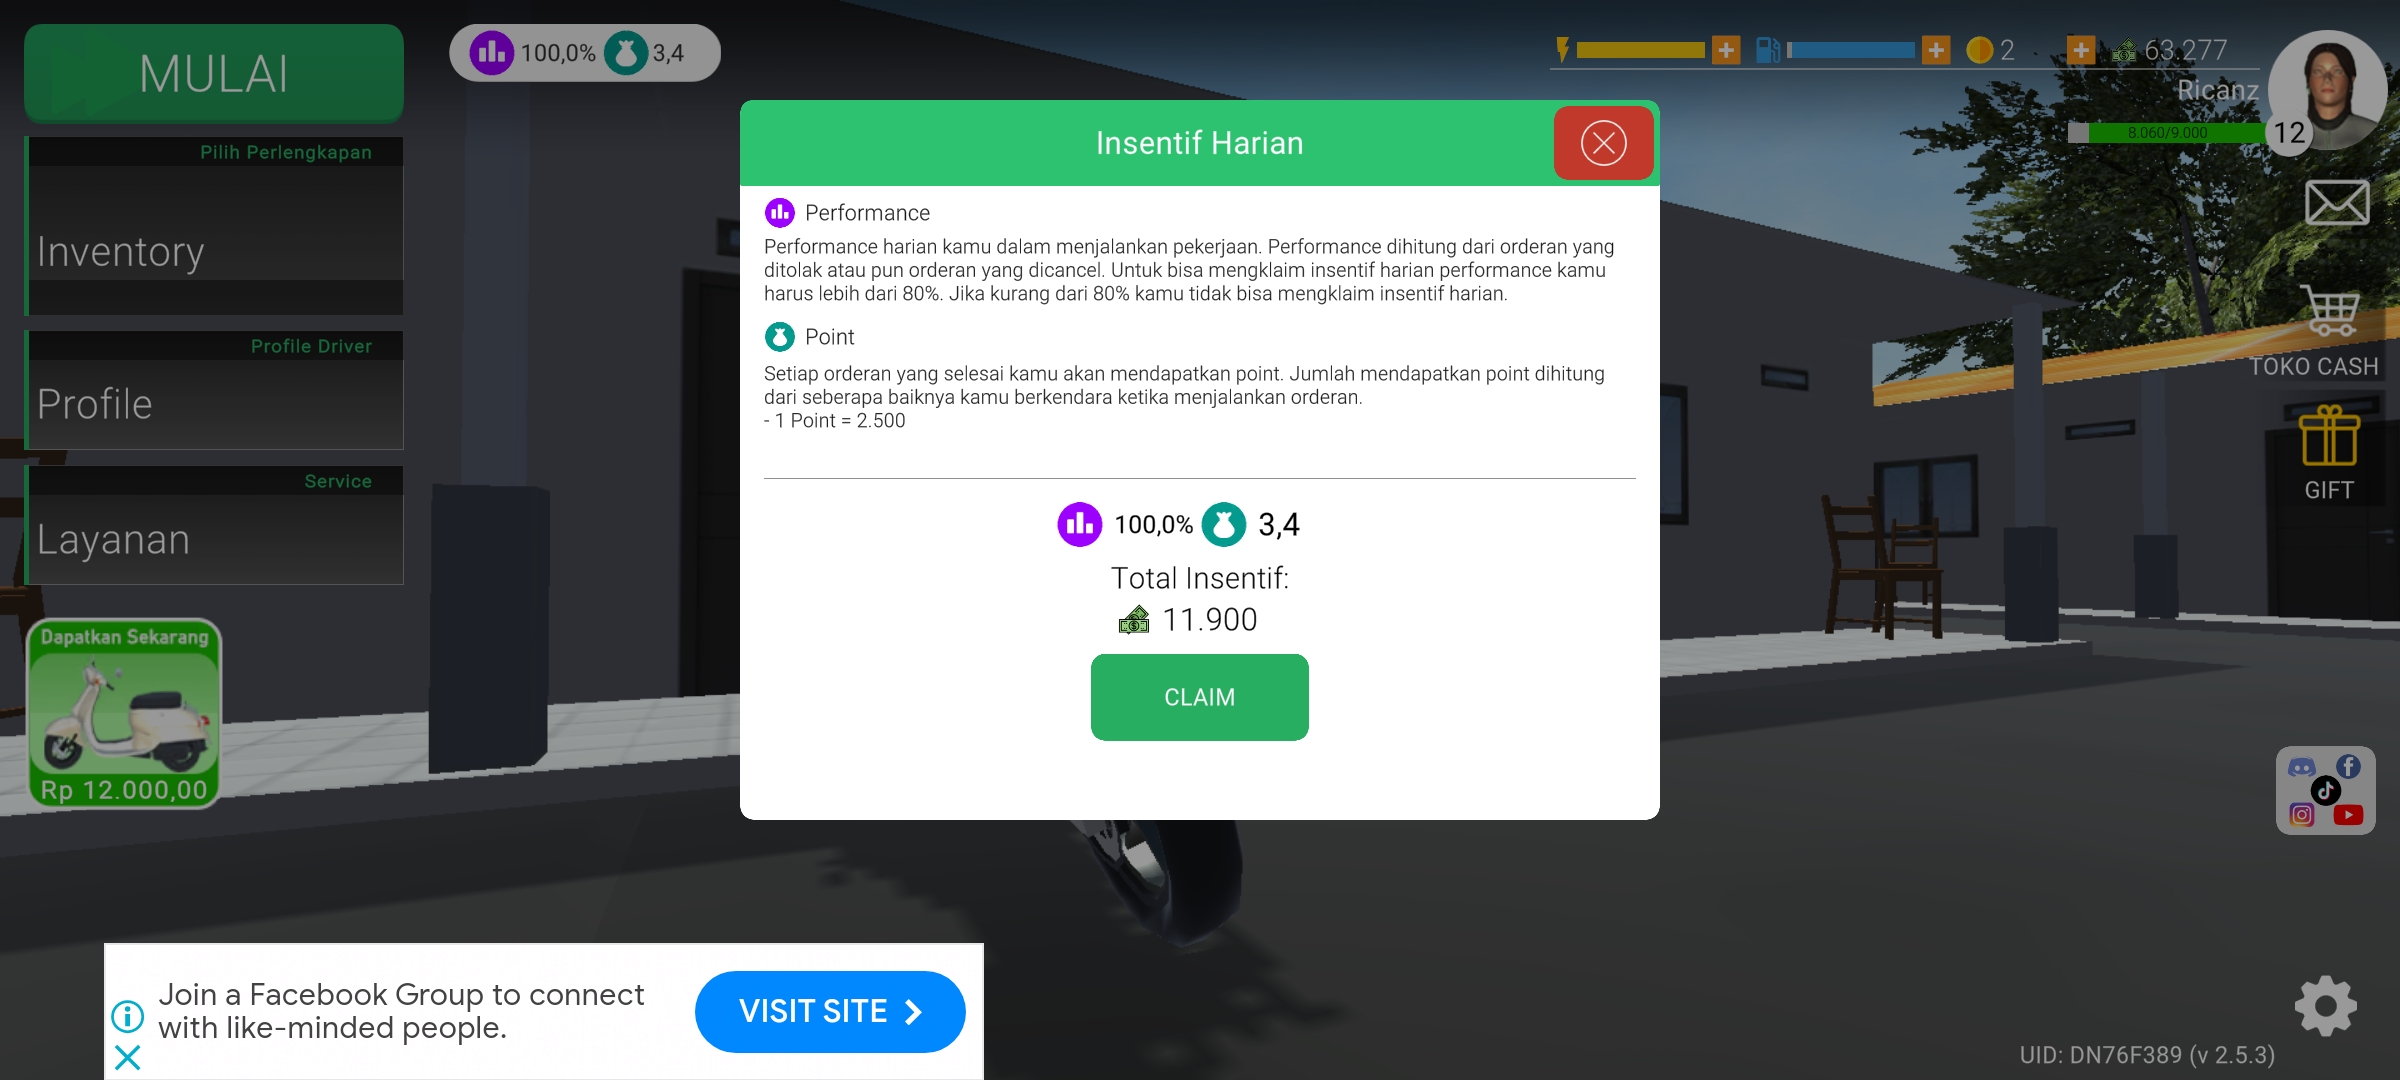 MULAI
100,0% 3,4
2
63.277
Ricanz
8.060/9.000
12
Pilih Perlengkapan
Inventory
Profile Driver
Profile
Service
Layanan
Dapatkan Sekarang
Rp 12.000,00
Insentif Harian
Performance
Performance harian kamu dalam menjalankan pekerjaan. Performance dihitung dari orderan yang
ditolak atau pun orderan yang dicancel. Untuk bisa mengklaim insentif harian performance kamu
harus lebih dari 80%. Jika kurang dari 80% kamu tidak bisa mengklaim insentif harian.
Point
Setiap orderan yang selesai kamu akan mendapatkan point. Jumlah mendapatkan point dihitung
dari seberapa baiknya kamu berkendara ketika menjalankan orderan.
- 1 Point = 2.500
100,0% 3,4
Total Insentif:
11.900
CLAIM
TOKO CASH
GIFT
Join a Facebook Group to connect
with like-minded people.
VISIT SITE
UID: DN76F389 (v 2.5.3)